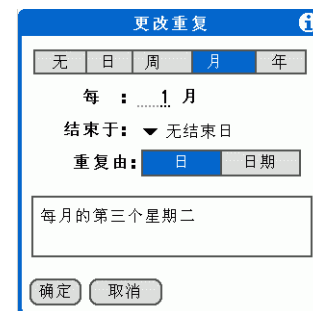 更改重复
无 日 周 月 年
每 : 1 月
结束于: 无结束日
重复由: 日 日期
每月的第三个星期二
确定 取消